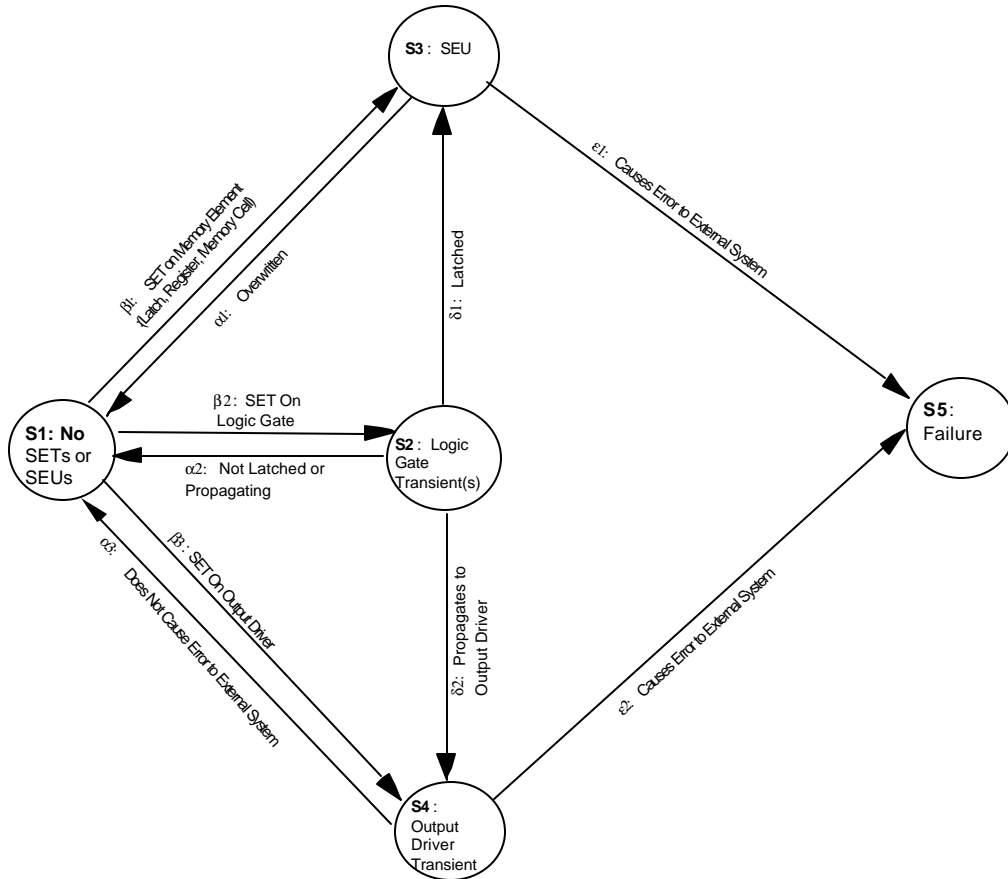 S3 : SEU
ε1: Causes Error to External System
β1: SET on Memory Element
(Latch, Register, Memory Cell)
α1: Overwritten
δ1: Latched
S1: No
SETs or
SEUs
β2: SET On
Logic Gate
S2 : Logic
Gate
Transient(s)
α2: Not Latched or
Propagating
S5 :
Failure
β3 : SET On Output Driver
α3: Does Not Cause Error to External System
δ2: Propagates to
Output Driver
ε2: Causes Error to External System
S4 :
Output
Driver
Transient